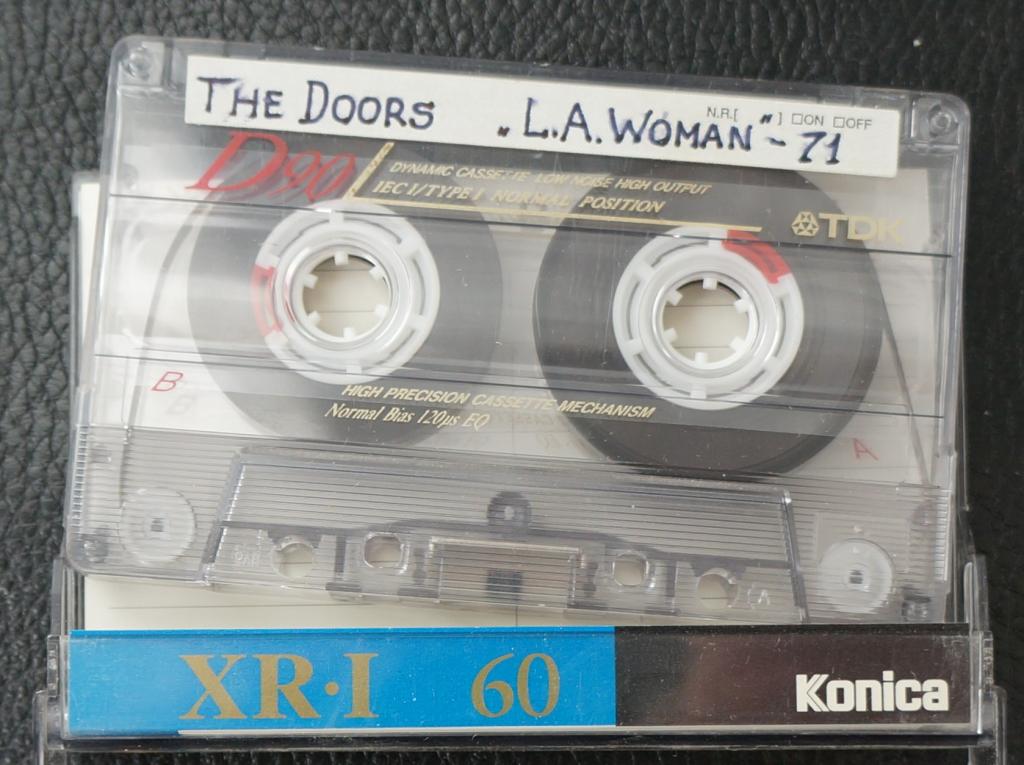 THE DOORS „L.A.WOMAN" - 71
N.R.[ ] □ON □OFF
D90
DYNAMIC CASSETTE LOW NOISE HIGH OUTPUT
IEC I/TYPE I NORMAL POSITION
TDK
B
HIGH PRECISION CASSETTE MECHANISM
Normal Bias 120µs EQ
A
XR·I 60
Konica